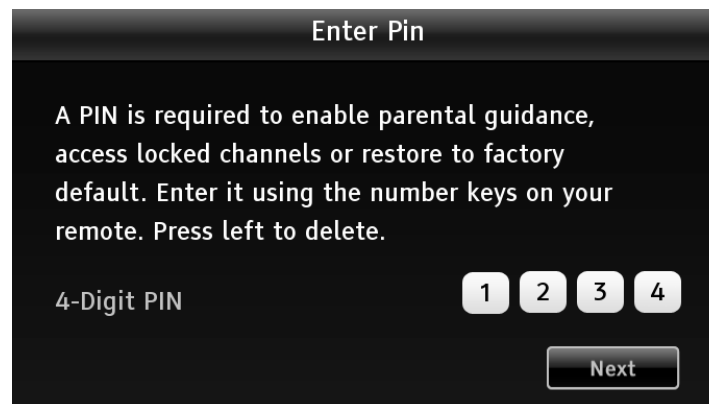 Enter Pin
A PIN is required to enable parental guidance,
access locked channels or restore to factory
default. Enter it using the number keys on your
remote. Press left to delete.
4-Digit PIN 1 2 3 4
Next